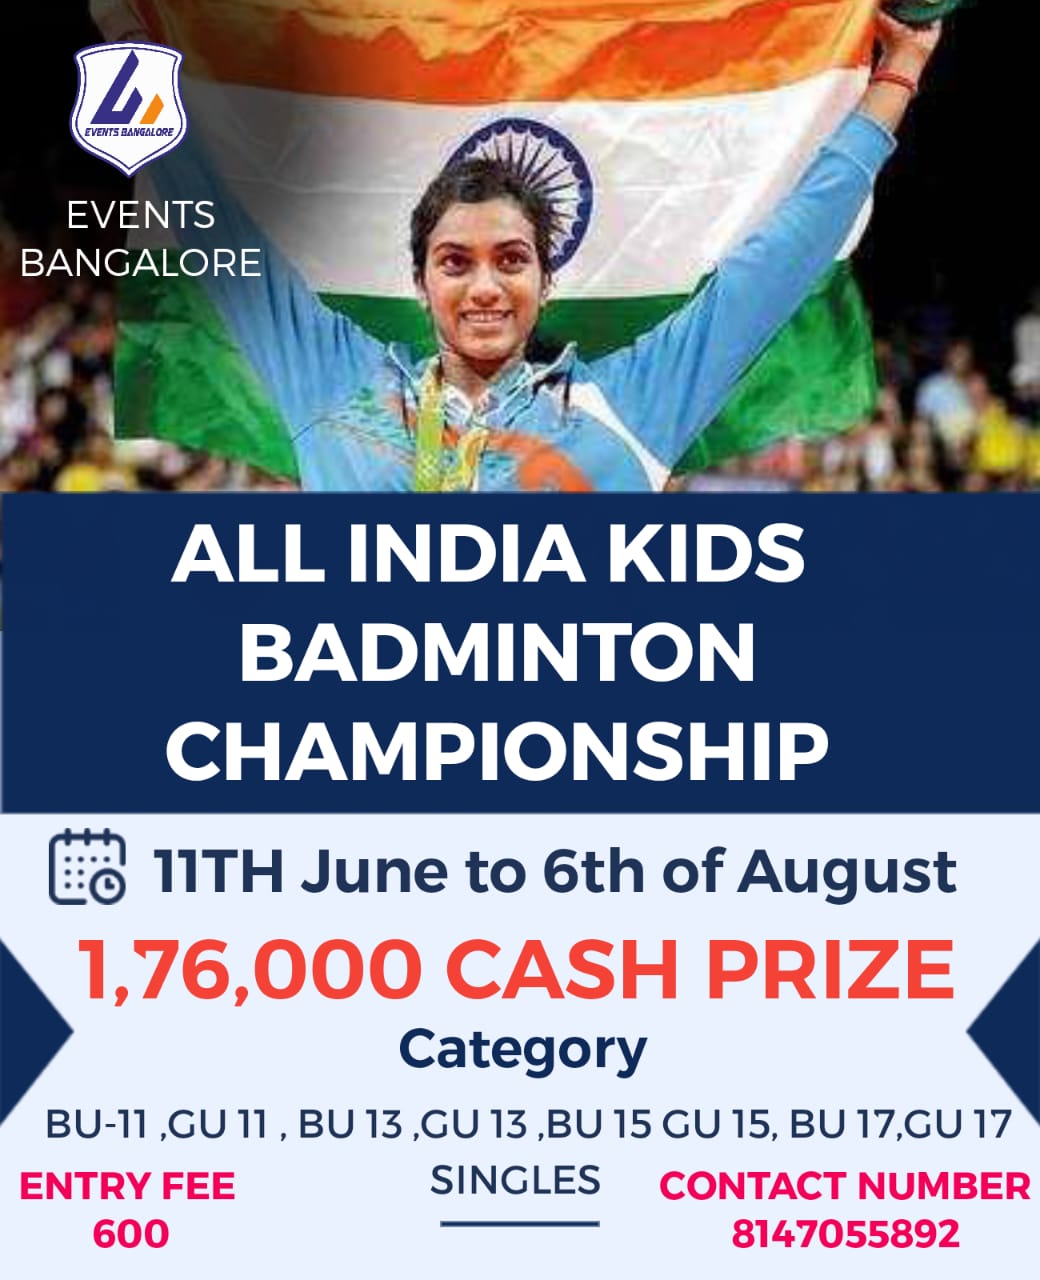 EVENTS BANGALORE
EVENTS
BANGALORE
ALL INDIA KIDS
BADMINTON
CHAMPIONSHIP
11TH June to 6th of August
1,76,000 CASH PRIZE
Category
BU-11 ,GU 11 , BU 13 ,GU 13 ,BU 15 GU 15, BU 17,GU 17
SINGLES
ENTRY FEE
600
CONTACT NUMBER
8147055892